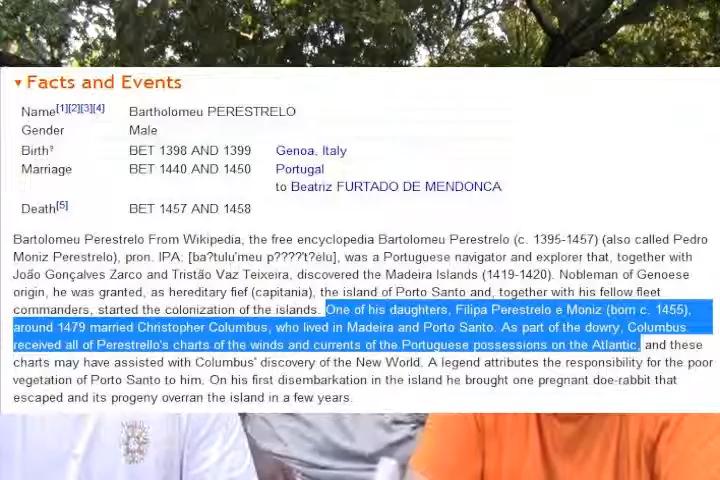 ▼ Facts and Events
Name[1][2][3][4] Bartholomeu PERESTRELO
Gender Male
Birth? BET 1398 AND 1399 Genoa, Italy
Marriage BET 1440 AND 1450 Portugal
to Beatriz FURTADO DE MENDONCA
Death[5] BET 1457 AND 1458
Bartolomeu Perestrelo From Wikipedia, the free encyclopedia Bartolomeu Perestrelo (c. 1395-1457) (also called Pedro
Moniz Perestrelo), pron. IPA: [ba?tulu'meu p????'t?elu], was a Portuguese navigator and explorer that, together with
João Gonçalves Zarco and Tristão Vaz Teixeira, discovered the Madeira Islands (1419-1420). Nobleman of Genoese
origin, he was granted, as hereditary fief (capitania), the island of Porto Santo and, together with his fellow fleet
commanders, started the colonization of the islands. One of his daughters, Filipa Perestrelo e Moniz (born c. 1455),
around 1479 married Christopher Columbus, who lived in Madeira and Porto Santo. As part of the dowry, Columbus
received all of Perestrello's charts of the winds and currents of the Portuguese possessions on the Atlantic, and these
charts may have assisted with Columbus' discovery of the New World. A legend attributes the responsibility for the poor
vegetation of Porto Santo to him. On his first disembarkation in the island he brought one pregnant doe-rabbit that
escaped and its progeny overran the island in a few years.